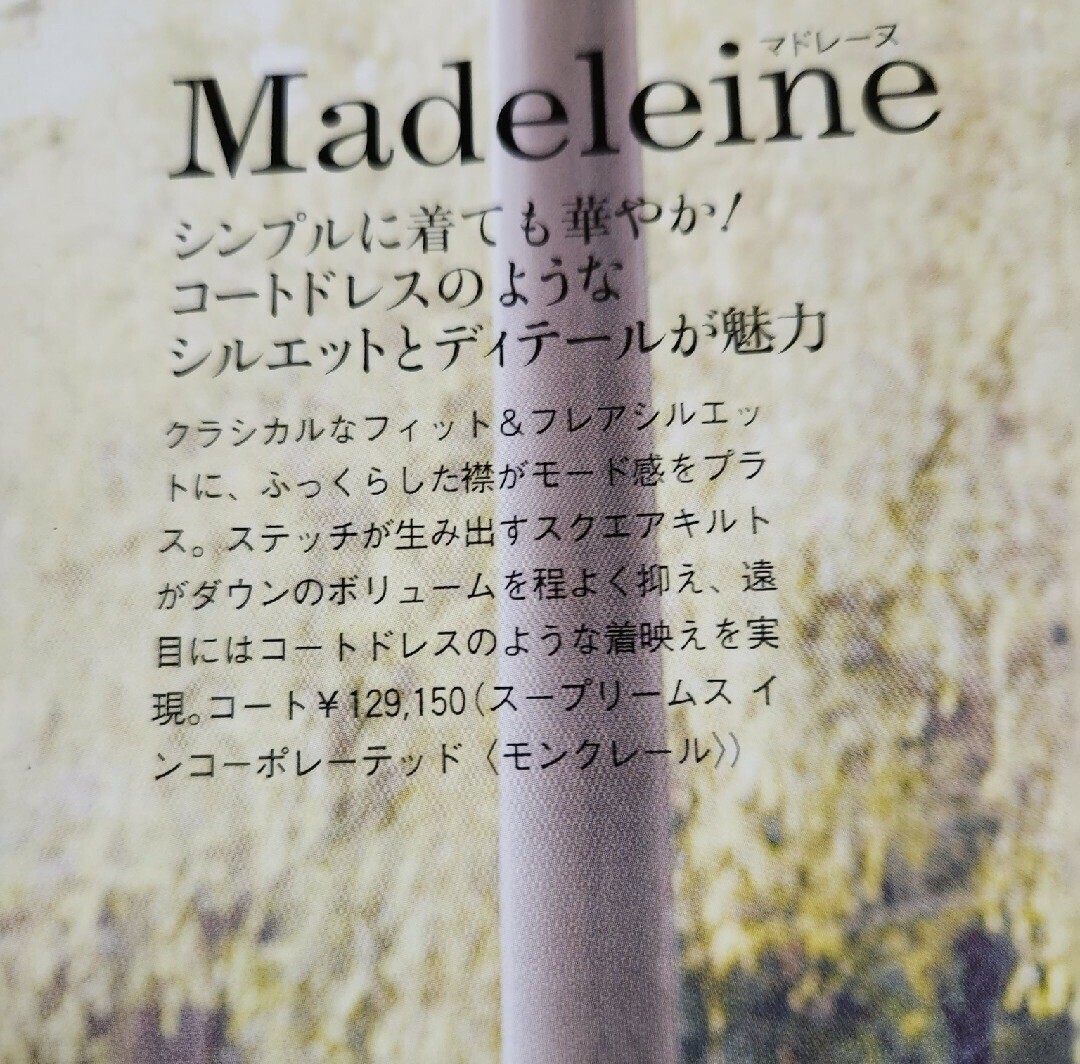 マドレーヌ
Madeleine
シンプルに着ても華やか!
コートドレスのような
シルエットとディテールが魅力
クラシカルなフィット&フレアシルエッ
トに、ふっくらした襟がモード感をプラ
ス。ステッチが生み出すスクエアキルト
がダウンのボリュームを程よく抑え、遠
目にはコートドレスのような着映えを実
現。コート¥129,150(スープリームス イ
ンコーポレーテッド〈モンクレール〉)